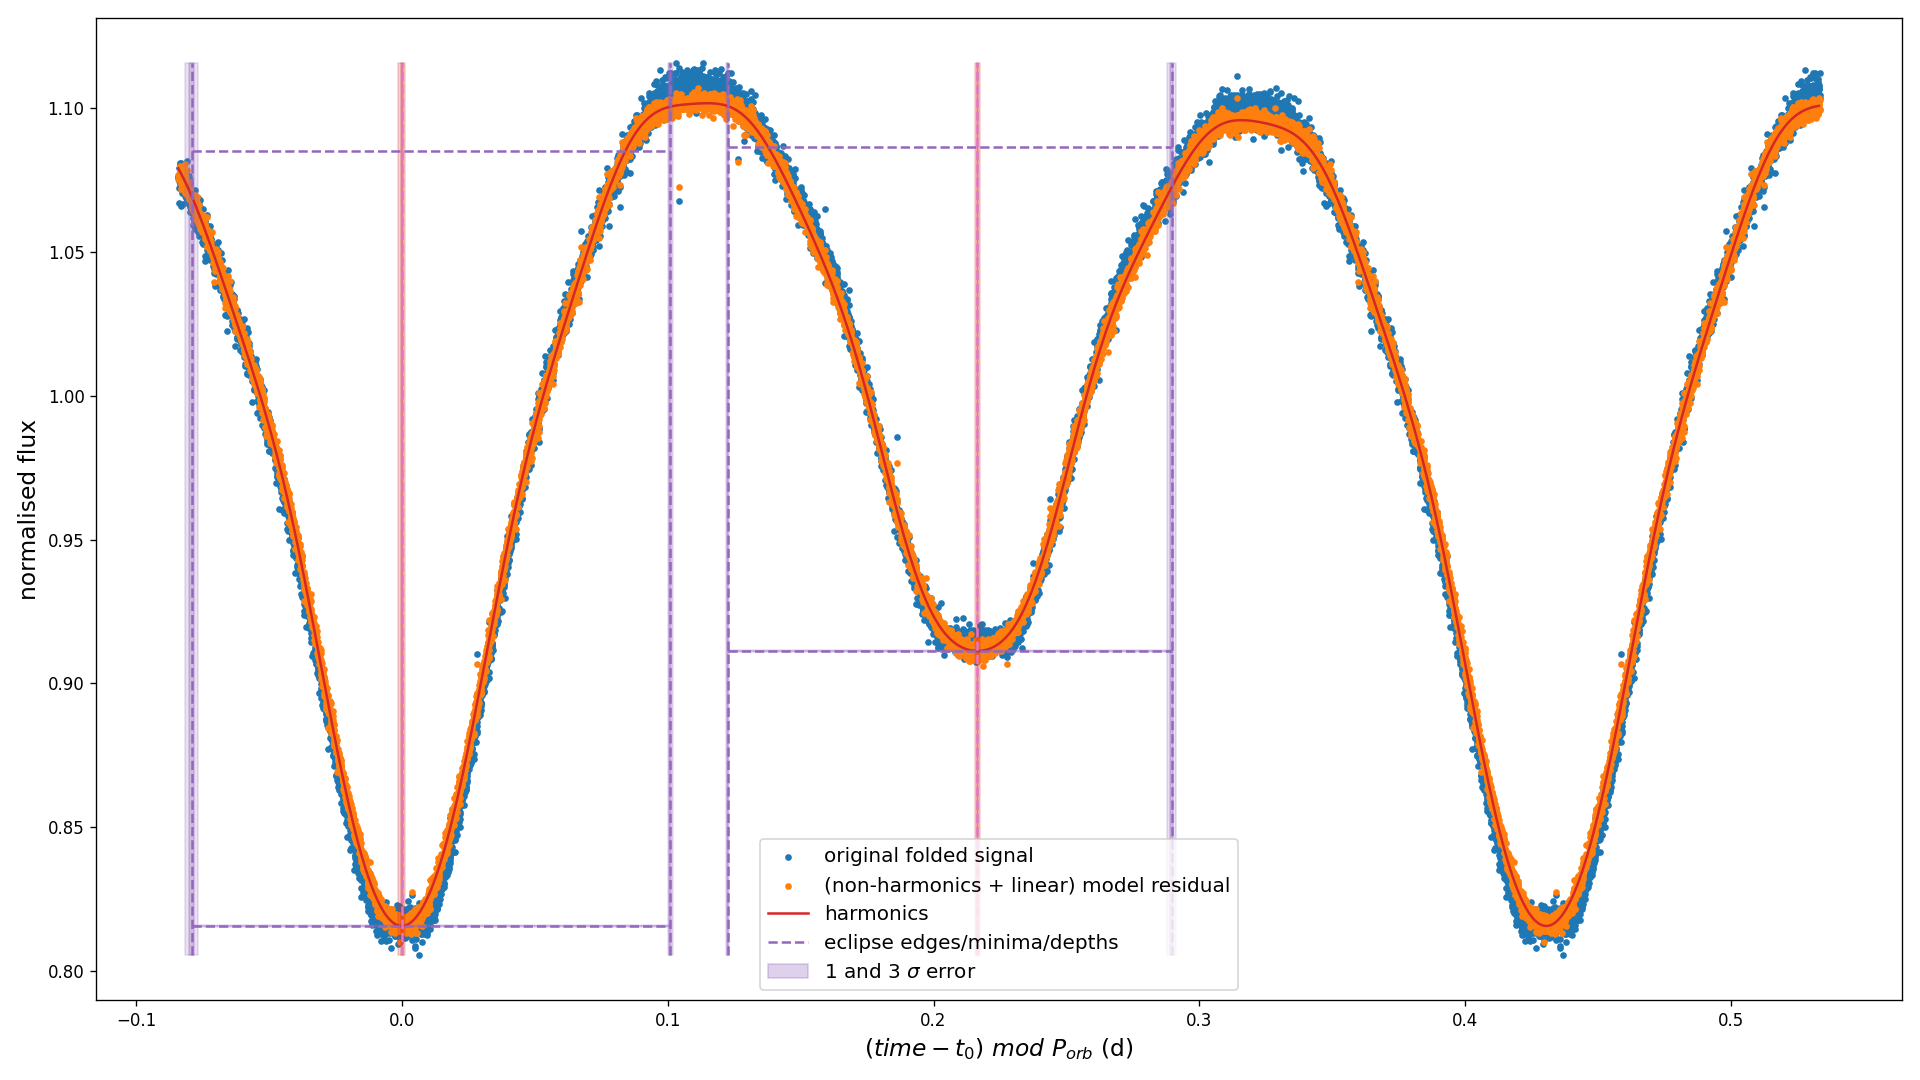 normalised flux
1.10
1.05
1.00
0.95
0.90
0.85
0.80
original folded signal
(non-harmonics + linear) model residual
harmonics
eclipse edges/minima/depths
1 and 3 σ error
−0.1
0.0
0.1
0.2
0.3
0.4
0.5
(time − t₀) mod Pₒᵣb (d)